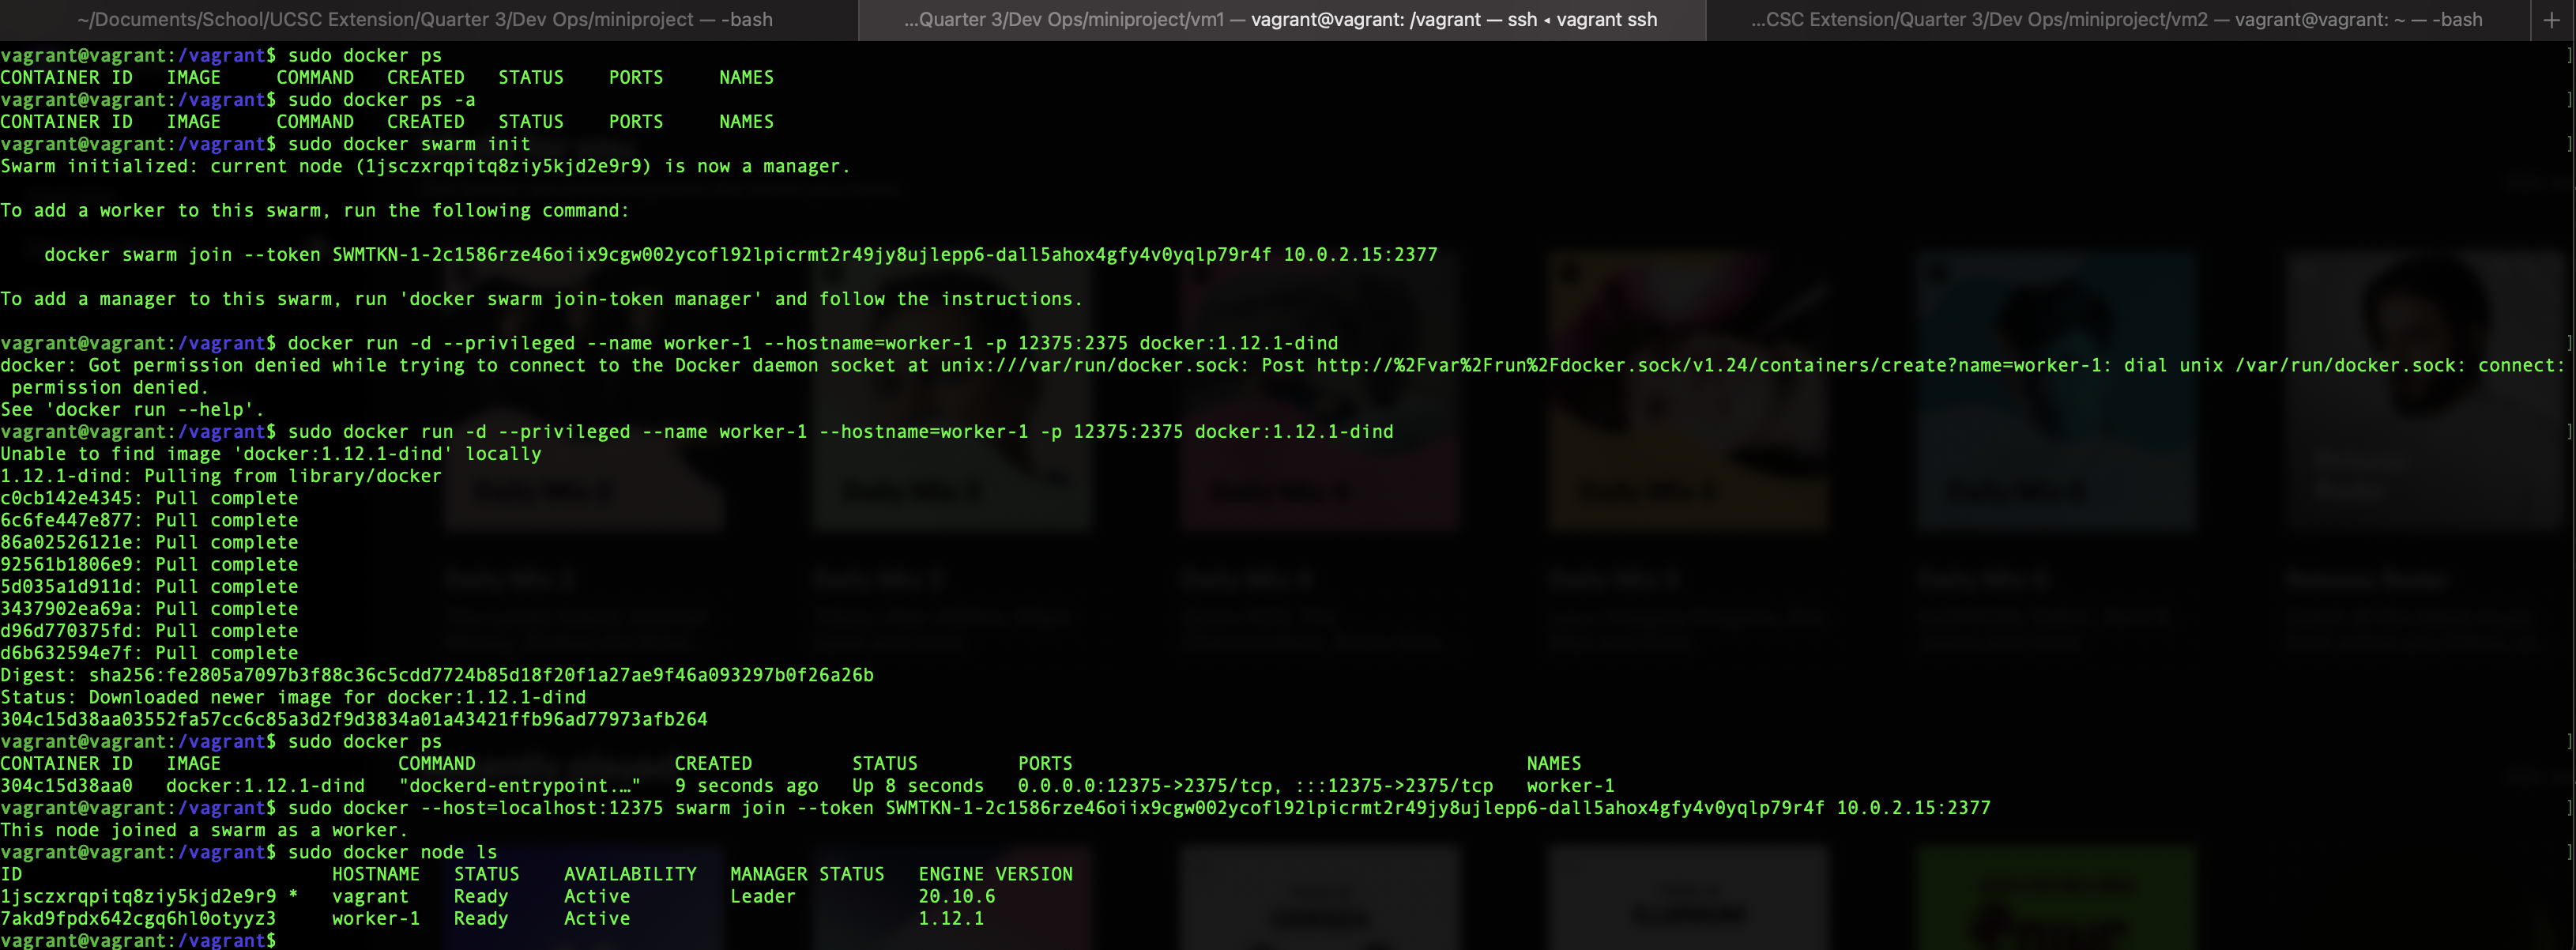 ~/Documents/School/UCSC Extension/Quarter 3/Dev Ops/miniproject — -bash
...Quarter 3/Dev Ops/miniproject/vm1 — vagrant@vagrant: /vagrant — ssh ◂ vagrant ssh
...CSC Extension/Quarter 3/Dev Ops/miniproject/vm2 — vagrant@vagrant: ~ — -bash
+
vagrant@vagrant:/vagrant$ sudo docker ps
CONTAINER ID   IMAGE     COMMAND   CREATED   STATUS    PORTS     NAMES
vagrant@vagrant:/vagrant$ sudo docker ps -a
CONTAINER ID   IMAGE     COMMAND   CREATED   STATUS    PORTS     NAMES
vagrant@vagrant:/vagrant$ sudo docker swarm init
Swarm initialized: current node (1jsczxrqpitq8ziy5kjd2e9r9) is now a manager.
To add a worker to this swarm, run the following command:
    docker swarm join --token SWMTKN-1-2c1586rze46oiix9cgw002ycofl92lpicrmt2r49jy8ujlepp6-dall5ahox4gfy4v0yqlp79r4f 10.0.2.15:2377
To add a manager to this swarm, run 'docker swarm join-token manager' and follow the instructions.
vagrant@vagrant:/vagrant$ docker run -d --privileged --name worker-1 --hostname=worker-1 -p 12375:2375 docker:1.12.1-dind
docker: Got permission denied while trying to connect to the Docker daemon socket at unix:///var/run/docker.sock: Post http://%2Fvar%2Frun%2Fdocker.sock/v1.24/containers/create?name=worker-1: dial unix /var/run/docker.sock: connect:
 permission denied.
See 'docker run --help'.
vagrant@vagrant:/vagrant$ sudo docker run -d --privileged --name worker-1 --hostname=worker-1 -p 12375:2375 docker:1.12.1-dind
Unable to find image 'docker:1.12.1-dind' locally
1.12.1-dind: Pulling from library/docker
c0cb142e4345: Pull complete
6c6fe447e877: Pull complete
86a02526121e: Pull complete
92561b1806e9: Pull complete
5d035a1d911d: Pull complete
3437902ea69a: Pull complete
d96d770375fd: Pull complete
d6b632594e7f: Pull complete
Digest: sha256:fe2805a7097b3f88c36c5cdd7724b85d18f20f1a27ae9f46a093297b0f26a26b
Status: Downloaded newer image for docker:1.12.1-dind
304c15d38aa03552fa57cc6c85a3d2f9d3834a01a43421ffb96ad77973afb264
vagrant@vagrant:/vagrant$ sudo docker ps
CONTAINER ID   IMAGE                COMMAND                  CREATED         STATUS         PORTS                                         NAMES
304c15d38aa0   docker:1.12.1-dind   "dockerd-entrypoint.…"   9 seconds ago   Up 8 seconds   0.0.0.0:12375->2375/tcp, :::12375->2375/tcp   worker-1
vagrant@vagrant:/vagrant$ sudo docker --host=localhost:12375 swarm join --token SWMTKN-1-2c1586rze46oiix9cgw002ycofl92lpicrmt2r49jy8ujlepp6-dall5ahox4gfy4v0yqlp79r4f 10.0.2.15:2377
This node joined a swarm as a worker.
vagrant@vagrant:/vagrant$ sudo docker node ls
ID                            HOSTNAME   STATUS    AVAILABILITY   MANAGER STATUS   ENGINE VERSION
1jsczxrqpitq8ziy5kjd2e9r9 *   vagrant    Ready     Active         Leader           20.10.6
7akd9fpdx642cgq6hl0otyyz3     worker-1   Ready     Active                          1.12.1
vagrant@vagrant:/vagrant$